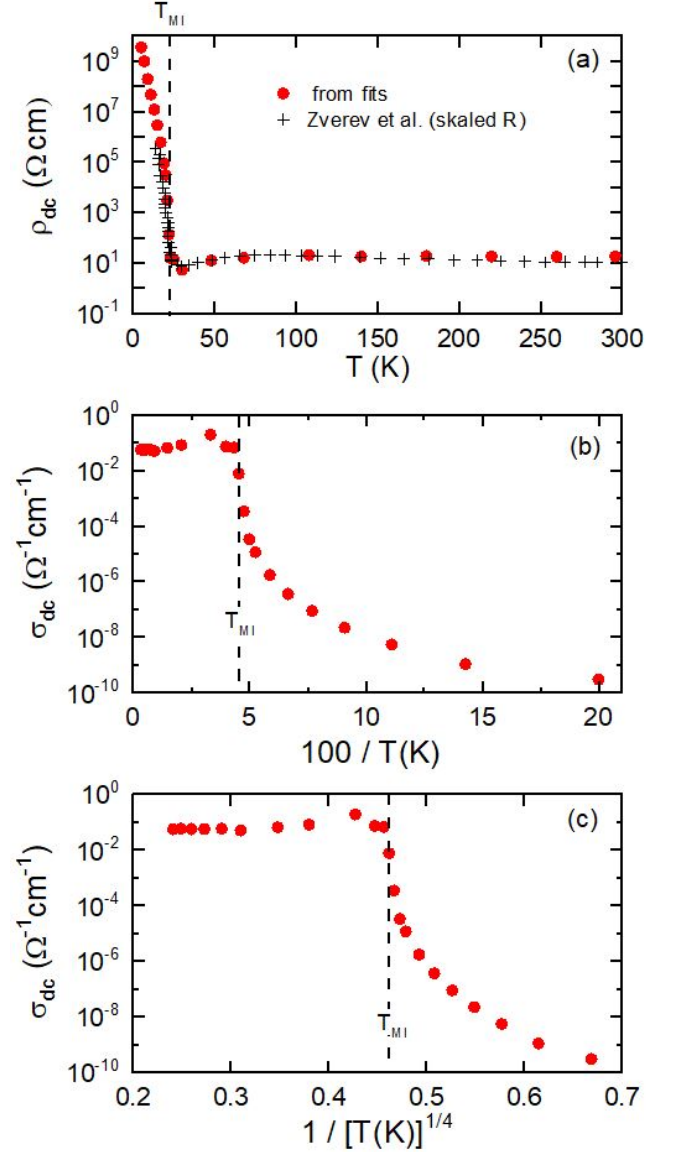 T_MI
10^9
10^7
10^5
10^3
10^1
10^-1
ρ_dc (Ω cm)
(a)
from fits
Zverev et al. (skaled R)
0 50 100 150 200 250 300
T (K)
10^0
10^-2
10^-4
10^-6
10^-8
10^-10
σ_dc (Ω^-1cm^-1)
(b)
T_MI
0 5 10 15 20
100 / T(K)
10^0
10^-2
10^-4
10^-6
10^-8
10^-10
σ_dc (Ω^-1cm^-1)
(c)
T_MI
0.2 0.3 0.4 0.5 0.6 0.7
1 / [T(K)]^1/4